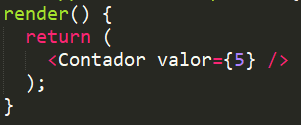 render() {
  return (
    <Contador valor={5} />
  );
}